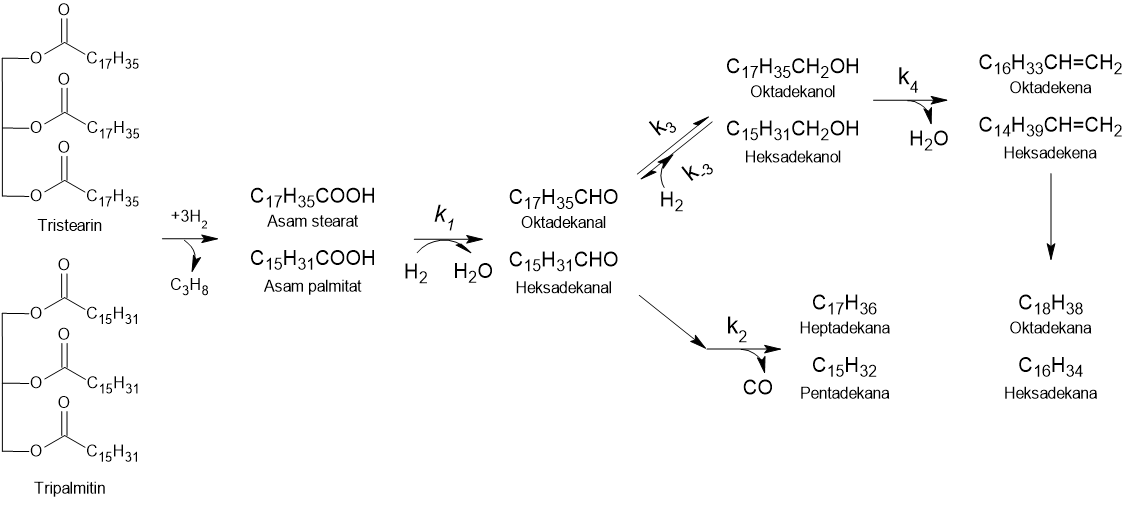 O
O
C17H35
O
O
C17H35
O
O
C17H35
Tristearin
O
O
C15H31
O
O
C15H31
O
O
C15H31
Tripalmitin
+3H2
C3H8
C17H35COOH
Asam stearat
C15H31COOH
Asam palmitat
k1
H2
H2O
C17H35CHO
Oktadekanal
C15H31CHO
Heksadekanal
k3
k-3
H2
C17H35CH2OH
Oktadekanol
C15H31CH2OH
Heksadekanol
k4
H2O
C16H33CH=CH2
Oktadekena
C14H39CH=CH2
Heksadekena
k2
CO
C17H36
Heptadekana
C15H32
Pentadekana
C18H38
Oktadekana
C16H34
Heksadekana